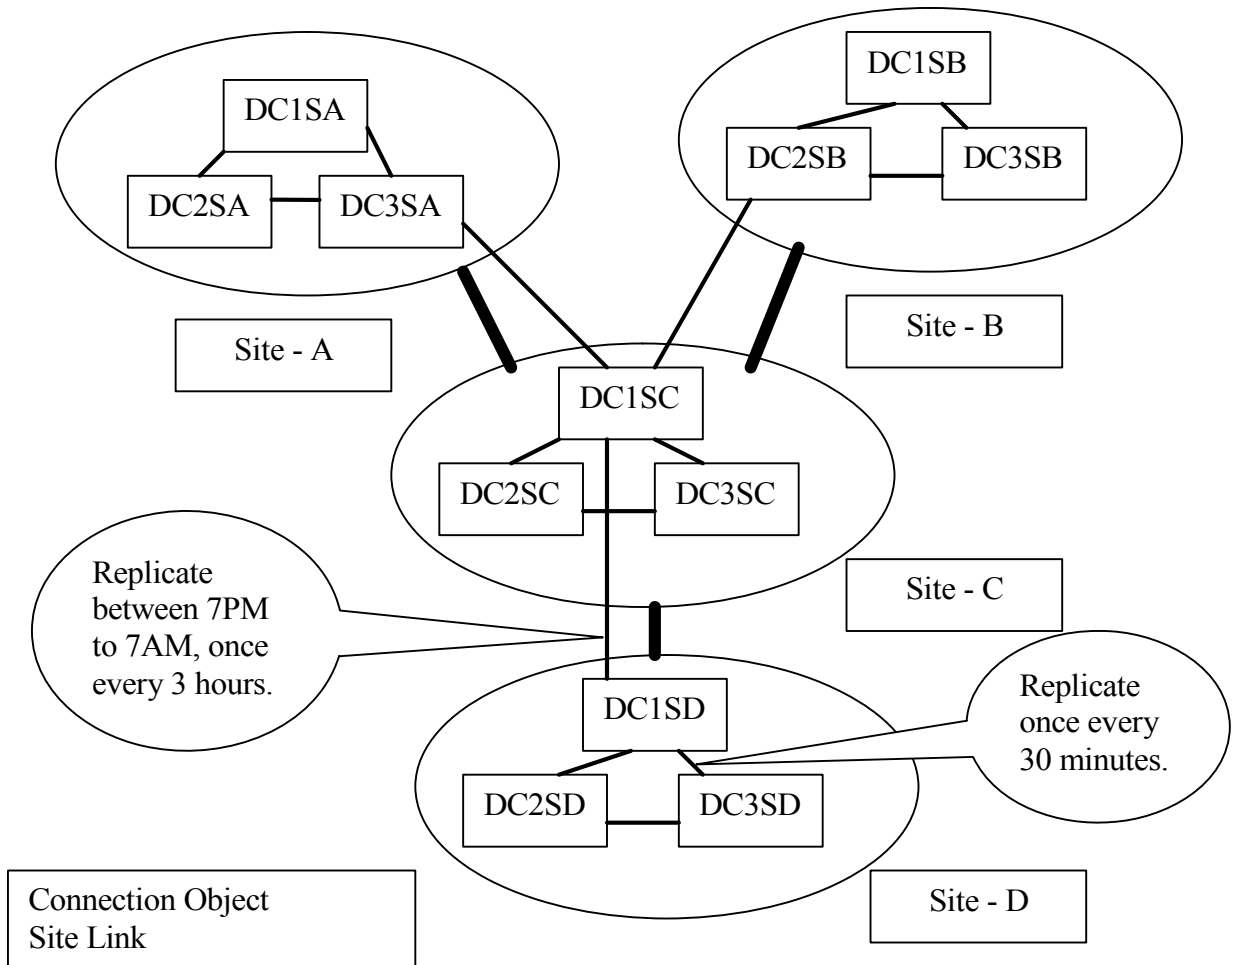 DC1SA
DC2SA
DC3SA
Site - A
DC1SB
DC2SB
DC3SB
Site - B
DC1SC
DC2SC
DC3SC
Site - C
Replicate
between 7PM
to 7AM, once
every 3 hours.
DC1SD
DC2SD
DC3SD
Replicate
once every
30 minutes.
Site - D
Connection Object
Site Link